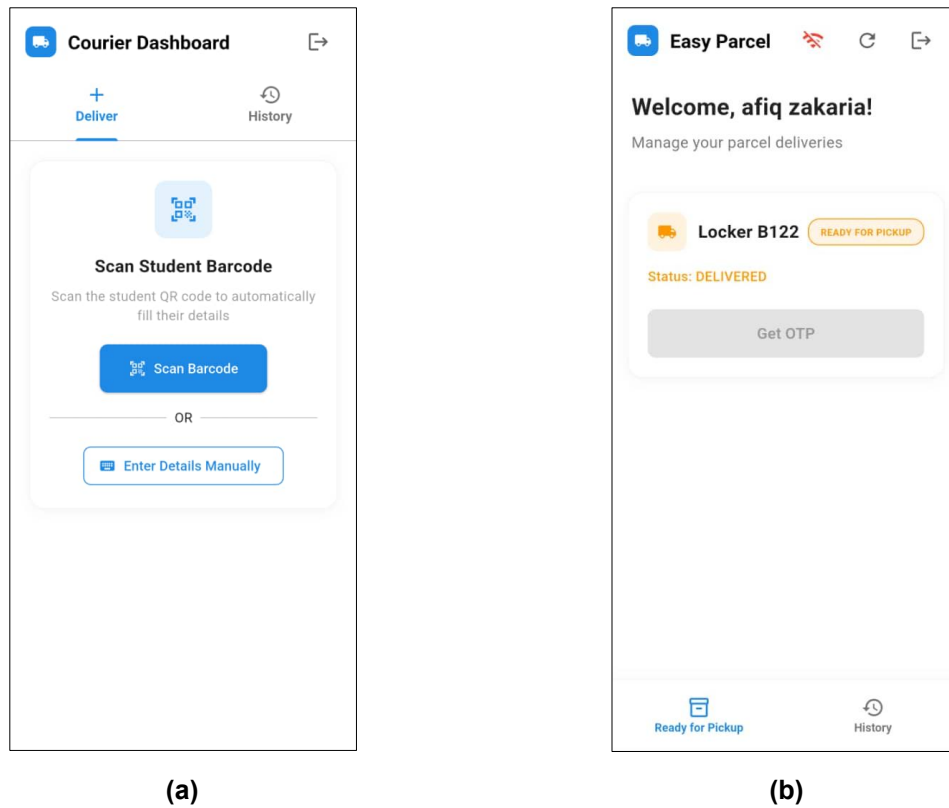 Courier Dashboard
Deliver
History
Scan Student Barcode
Scan the student QR code to automatically
fill their details
Scan Barcode
OR
Enter Details Manually
(a)
Easy Parcel
Welcome, afiq zakaria!
Manage your parcel deliveries
Locker B122
READY FOR PICKUP
Status: DELIVERED
Get OTP
Ready for Pickup
History
(b)